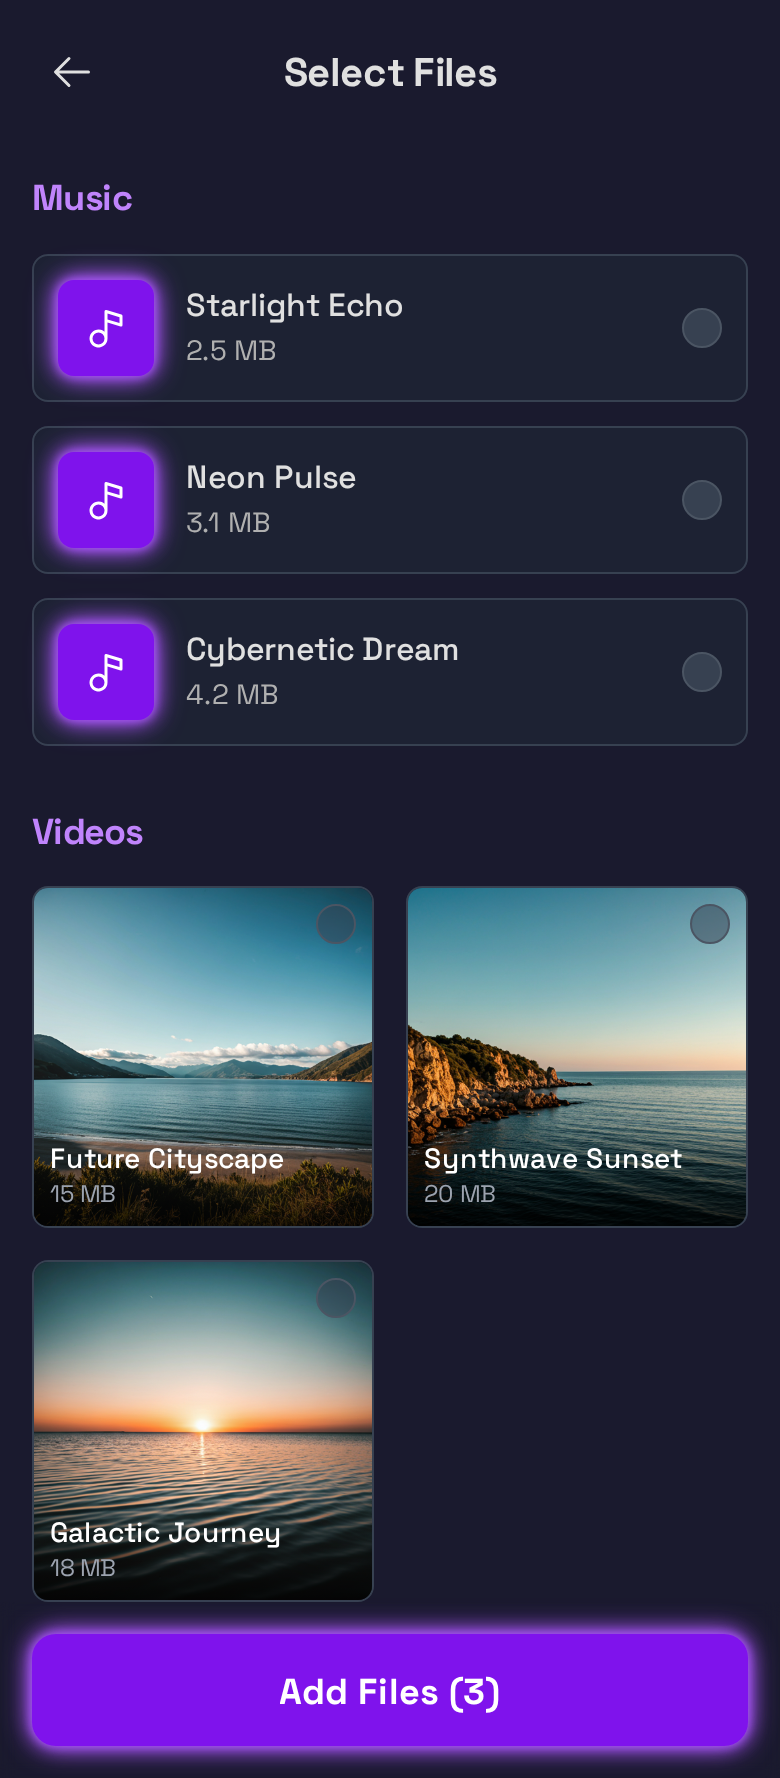 Select Files
Music
Starlight Echo
2.5 MB
Neon Pulse
3.1 MB
Cybernetic Dream
4.2 MB
Videos
Future Cityscape
15 MB
Synthwave Sunset
20 MB
Galactic Journey
18 MB
Add Files (3)